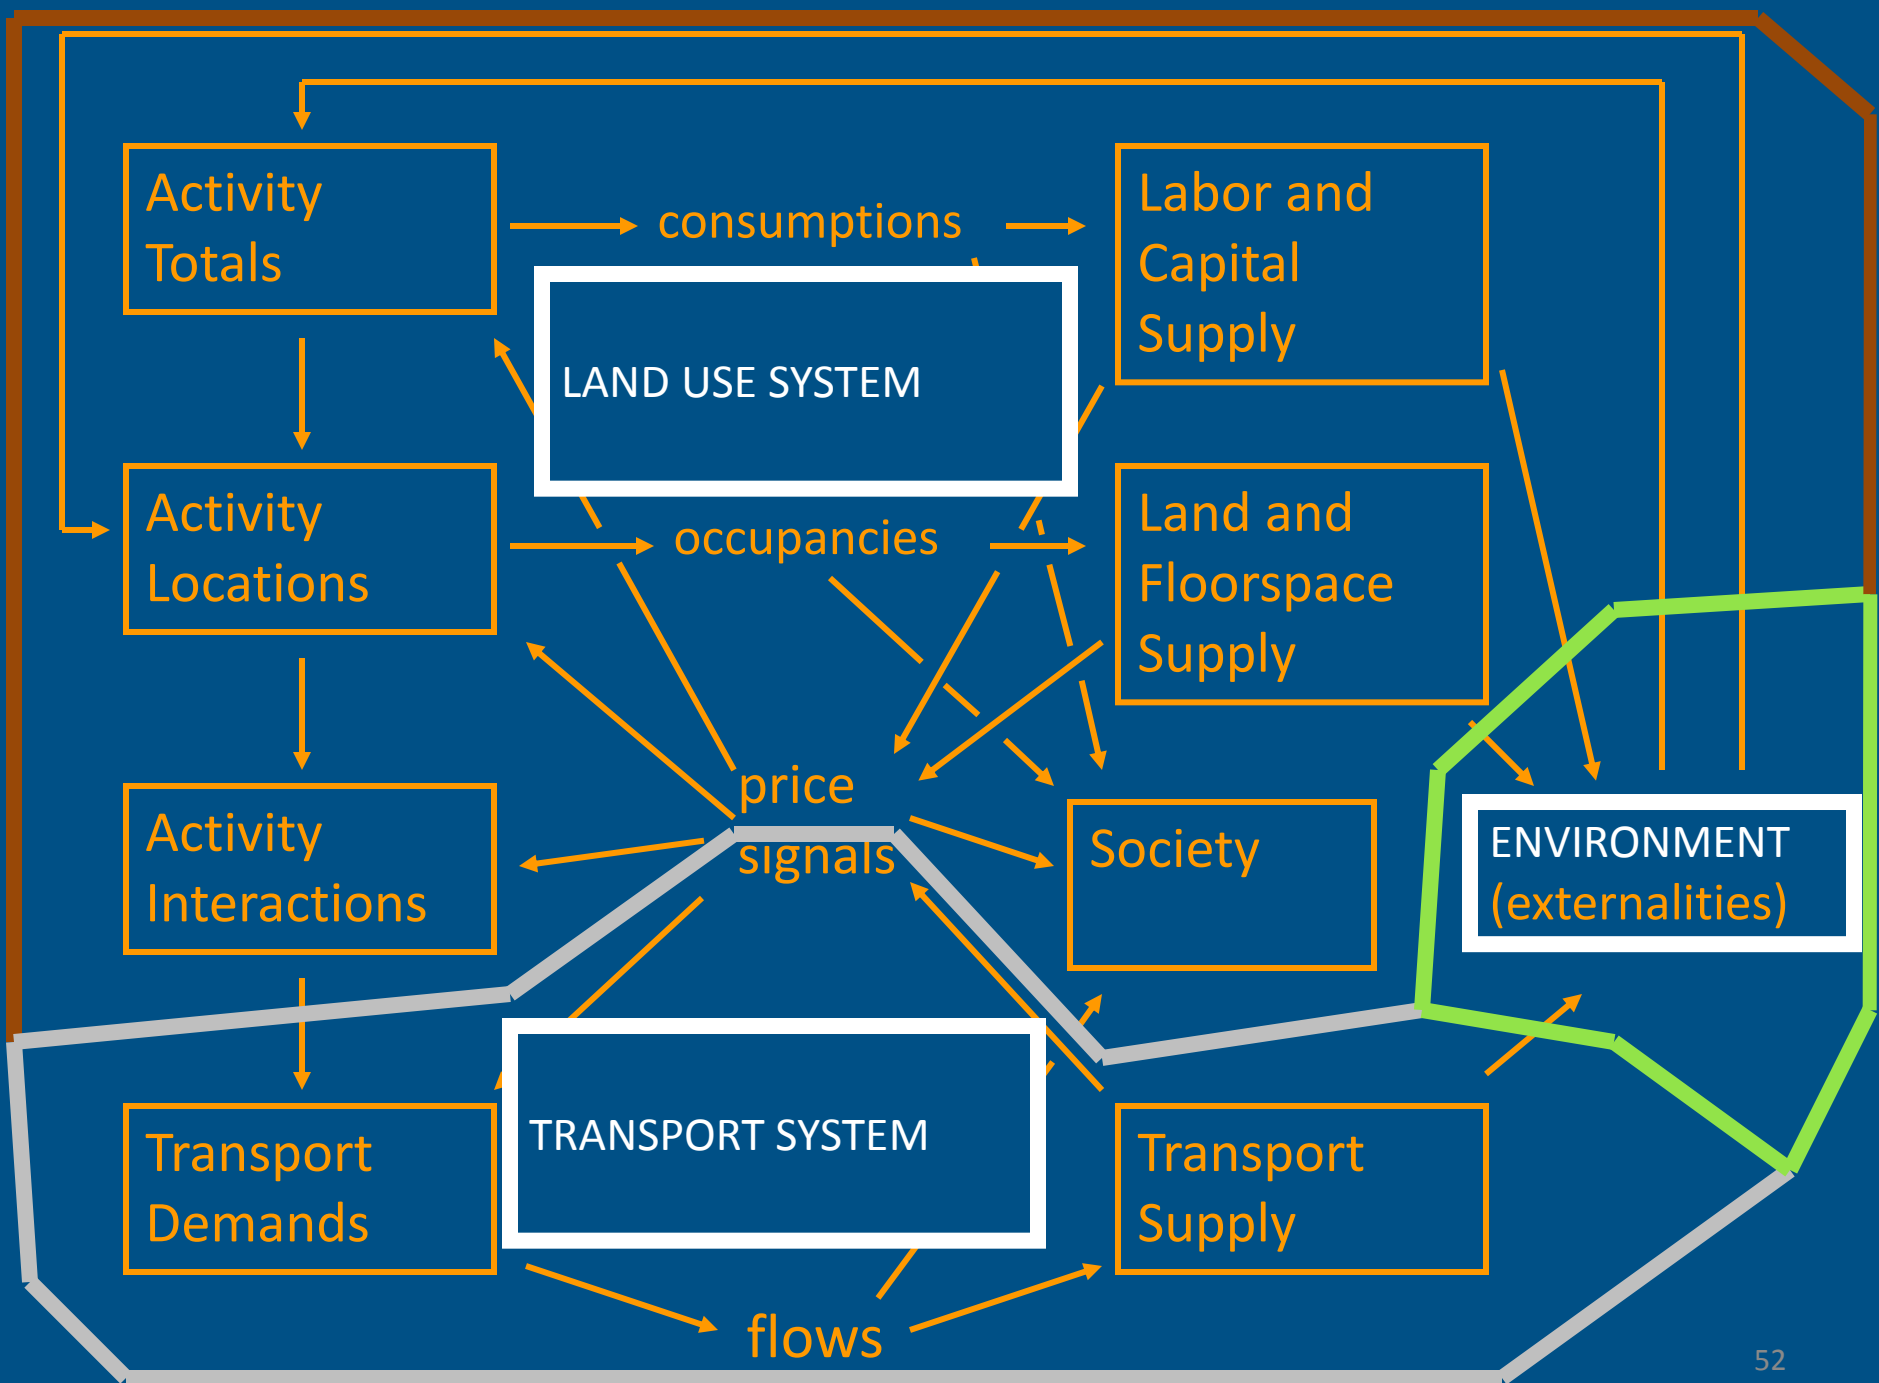 Activity
Totals
consumptions
Labor and
Capital
Supply
LAND USE SYSTEM
Activity
Locations
occupancies
Land and
Floorspace
Supply
Activity
Interactions
price
signals
Society
ENVIRONMENT
(externalities)
Transport
Demands
TRANSPORT SYSTEM
Transport
Supply
flows
52